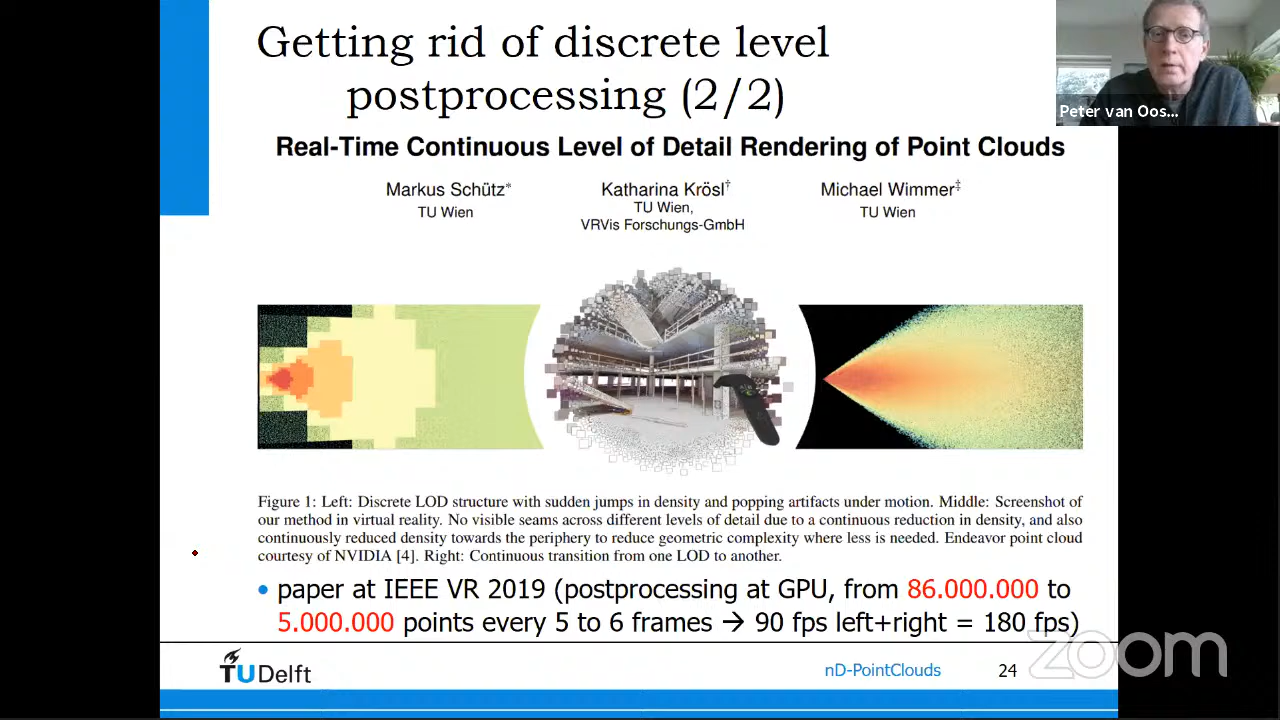 Getting rid of discrete level
postprocessing (2/2)
Peter van Oos...
Real-Time Continuous Level of Detail Rendering of Point Clouds
Markus Schütz* Katharina Krösl† Michael Wimmer‡
TU Wien TU Wien, TU Wien
VRVis Forschungs-GmbH
Figure 1: Left: Discrete LOD structure with sudden jumps in density and popping artifacts under motion. Middle: Screenshot of
our method in virtual reality. No visible seams across different levels of detail due to a continuous reduction in density, and also
continuously reduced density towards the periphery to reduce geometric complexity where less is needed. Endeavor point cloud
courtesy of NVIDIA [4]. Right: Continuous transition from one LOD to another.
• paper at IEEE VR 2019 (postprocessing at GPU, from 86.000.000 to
5.000.000 points every 5 to 6 frames → 90 fps left+right = 180 fps)
TUDelft nD-PointClouds 24 zoom